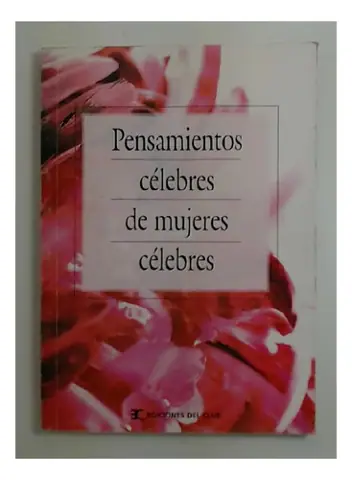 Pensamientos
célebres
de mujeres
célebres
EDICIONES DEL CLUB